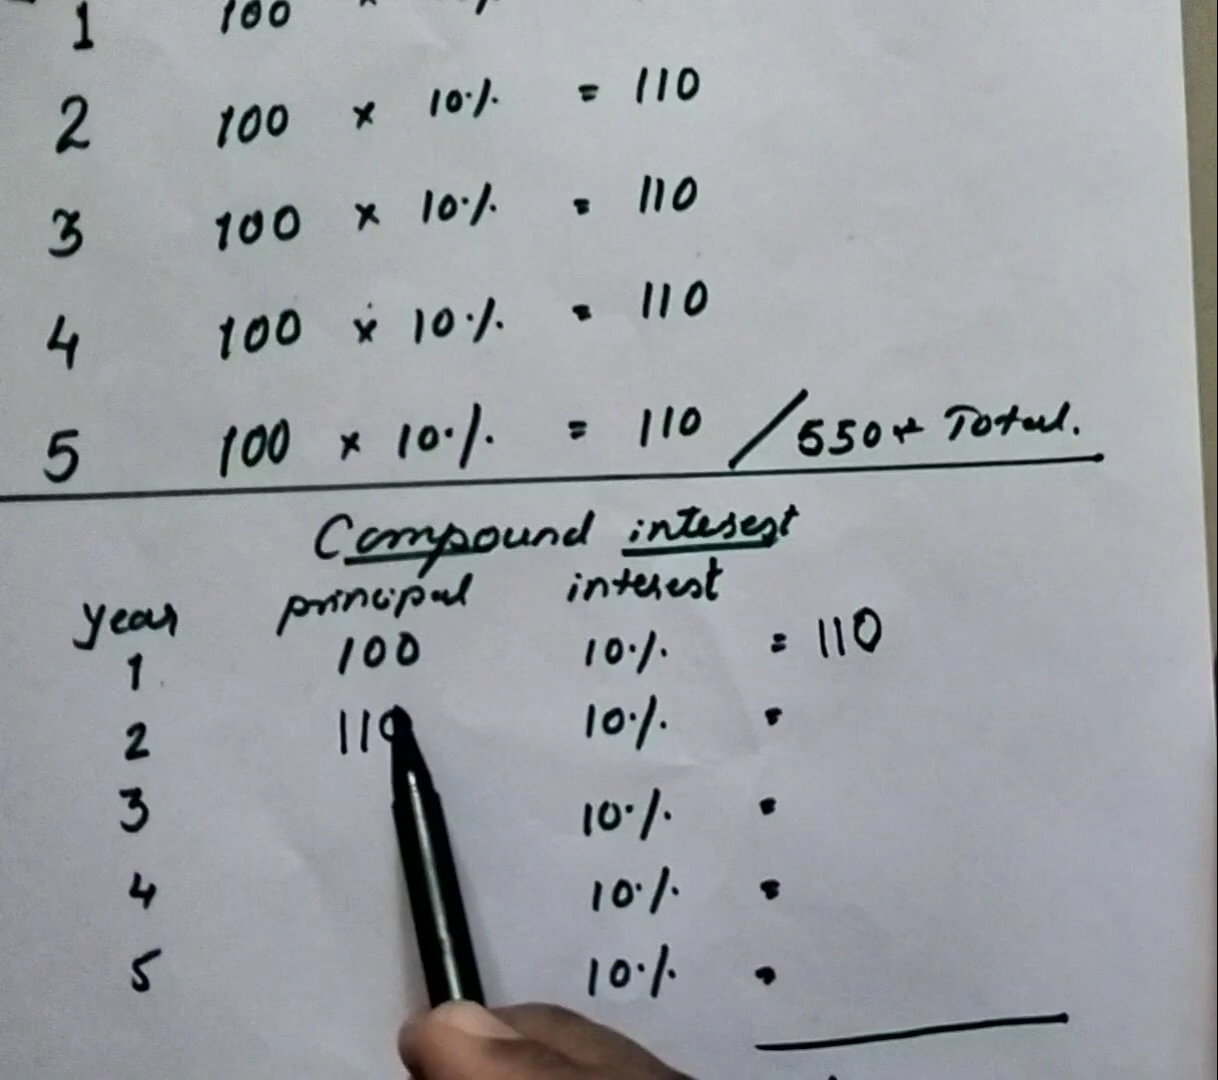 1 100
2 100 x 10% = 110
3 100 x 10% = 110
4 100 x 10% = 110
5 100 x 10% = 110 / 550 Total.
Compound interest
year principal interest
1 100 10% = 110
2 110 10% =
3 10% =
4 10% =
5 10% =